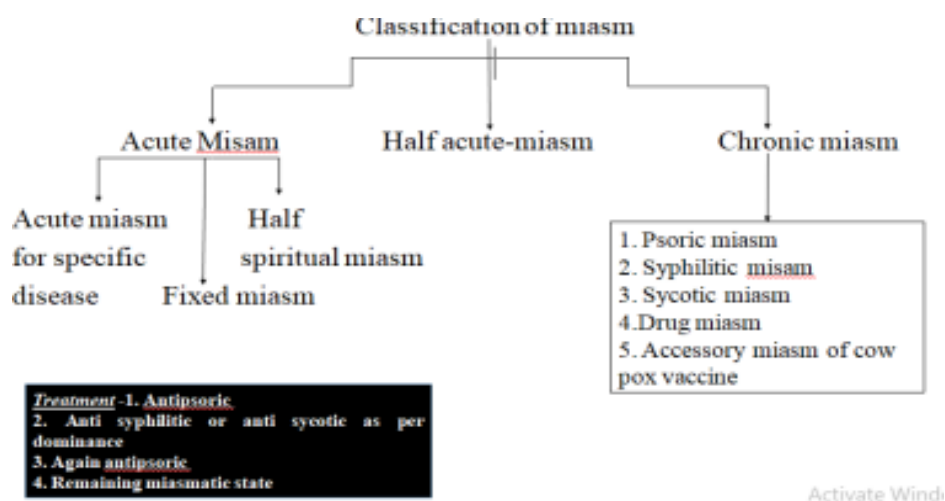 Classification of miasm
Acute Misam
Half acute-miasm
Chronic miasm
Acute miasm
for specific
disease
Fixed miasm
Half
spiritual miasm
1. Psoric miasm
2. Syphilitic misam
3. Sycotic miasm
4.Drug miasm
5. Accessory miasm of cow
pox vaccine
Treatment -1. Antipsoric
2. Anti syphilitic or anti sycotic as per
dominance
3. Again antipsoric
4. Remaining miasmatic state
Activate Windo